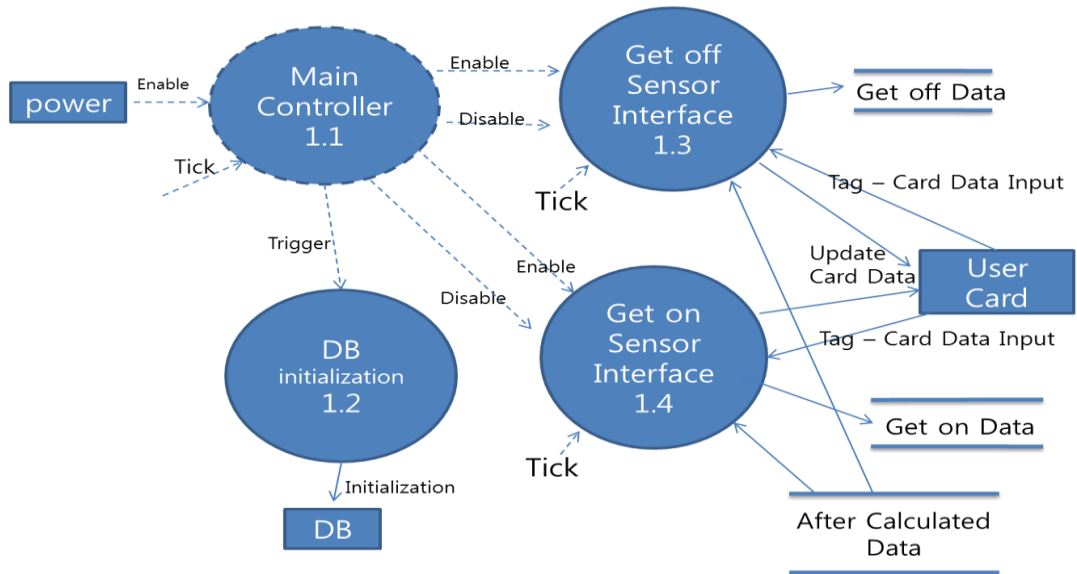 power
Enable
Main
Controller
1.1
Tick
Enable
Disable
Get off
Sensor
Interface
1.3
Tick
Get off Data
Tag – Card Data Input
Trigger
Enable
Disable
Update
Card Data
User
Card
Tag – Card Data Input
DB
initialization
1.2
Get on
Sensor
Interface
1.4
Tick
Get on Data
Initialization
DB
After Calculated
Data